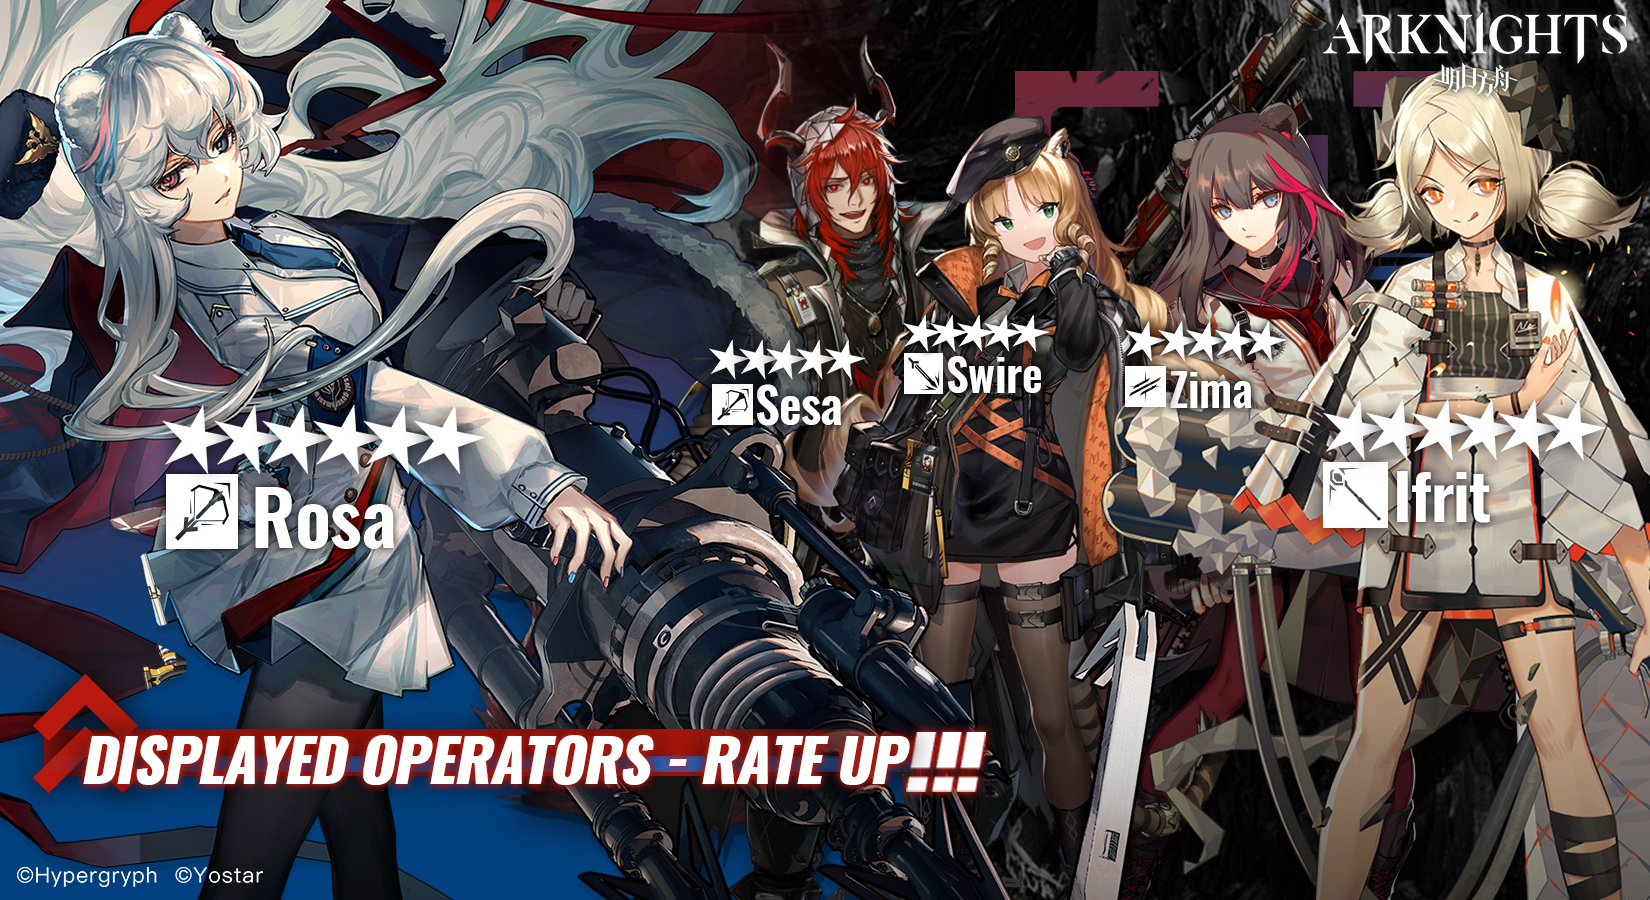 ARKNIGHTS
明日方舟
Sesa
Swire
Zima
Rosa
Ifrit
DISPLAYED OPERATORS - RATE UP!!!
©Hypergryph ©Yostar